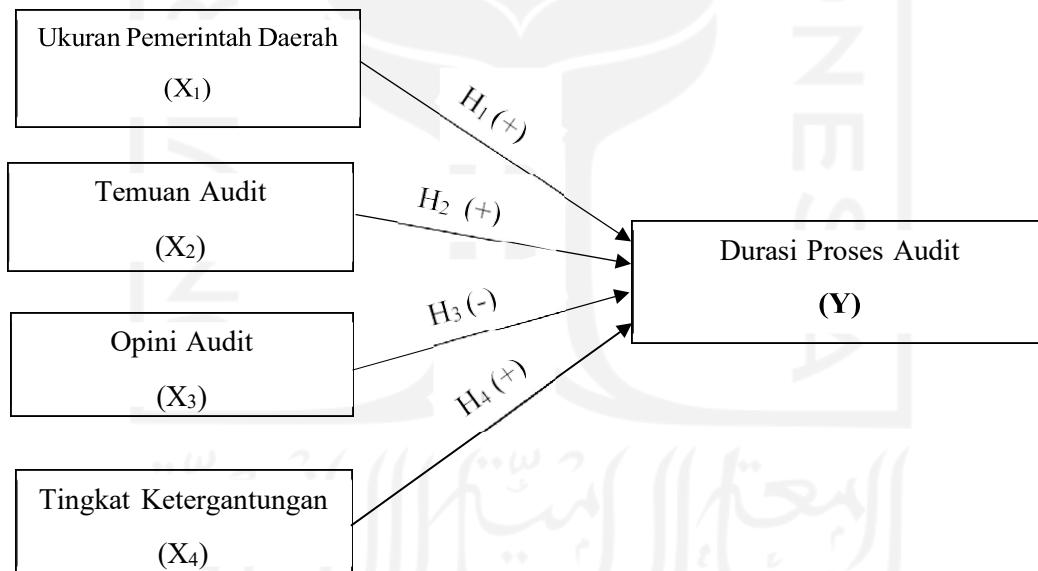 Ukuran Pemerintah Daerah
(X₁)
H₁ (+)
Temuan Audit
(X₂)
H₂ (+)
Durasi Proses Audit
(Y)
Opini Audit
(X₃)
H₃ (-)
H₄ (+)
Tingkat Ketergantungan
(X₄)